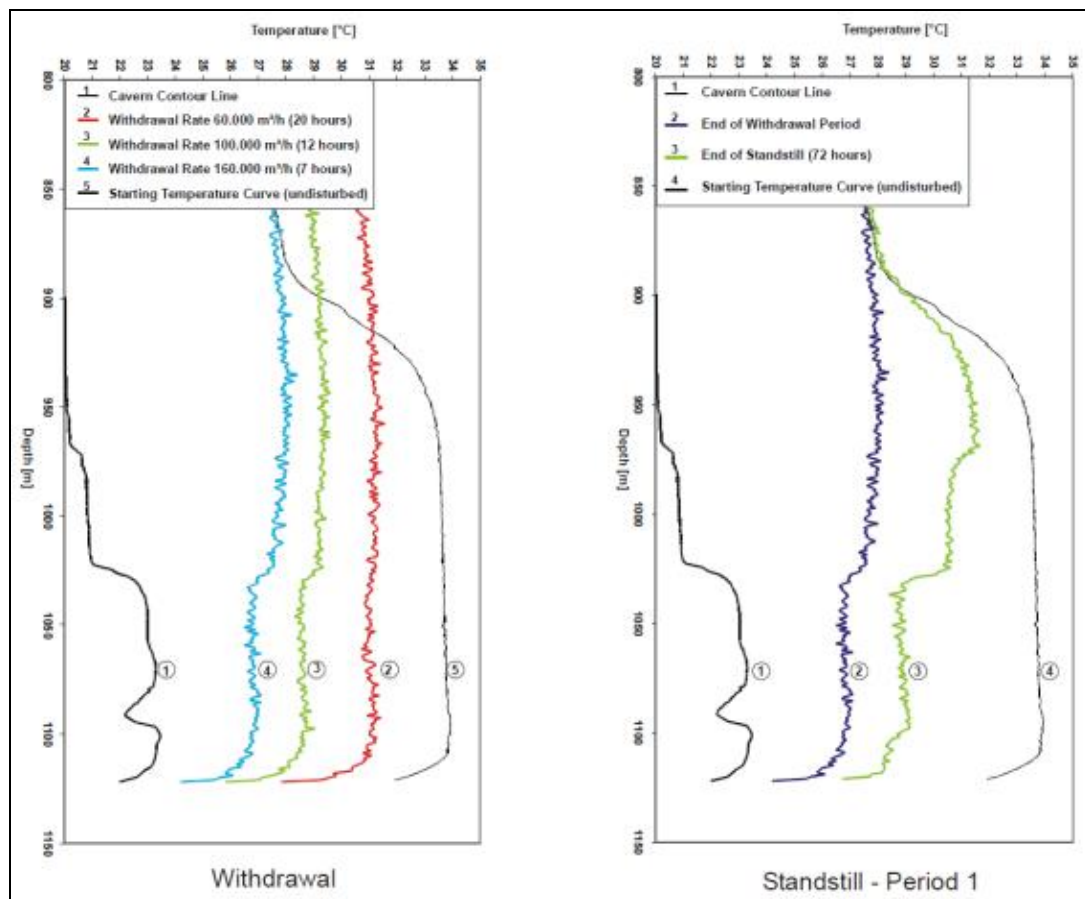 Temperature [°C]
20 21 22 23 24 25 26 27 28 29 30 31 32 33 34 35
800
850
900
950
1000
1050
1100
1150
Depth [m]
1 Cavern Contour Line
2 Withdrawal Rate 60.000 m³/h (20 hours)
3 Withdrawal Rate 100.000 m³/h (12 hours)
4 Withdrawal Rate 160.000 m³/h (7 hours)
5 Starting Temperature Curve (undisturbed)
1 4 3 2 5
Withdrawal
Temperature [°C]
20 21 22 23 24 25 26 27 28 29 30 31 32 33 34 35
800
850
900
950
1000
1050
1100
1150
Depth [m]
1 Cavern Contour Line
2 End of Withdrawal Period
3 End of Standstill (72 hours)
4 Starting Temperature Curve (undisturbed)
1 2 3 4
Standstill - Period 1